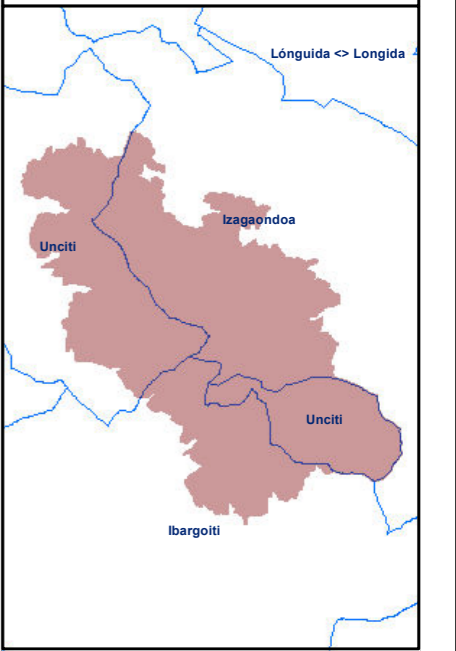 Lónguida <> Longida
Izagaondoa
Unciti
Unciti
Ibargoiti